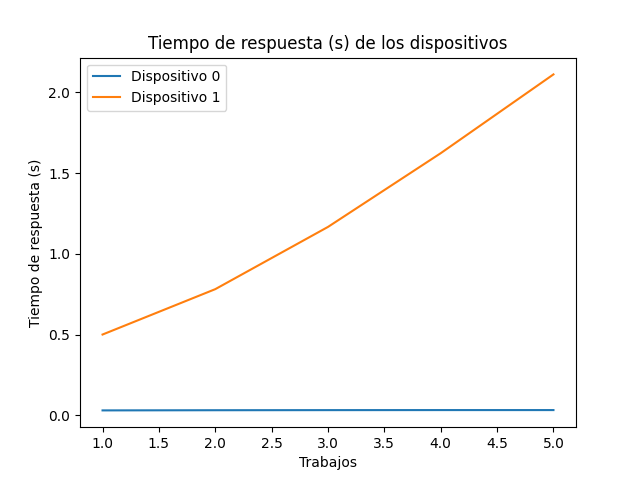 Tiempo de respuesta (s) de los dispositivos
Dispositivo 0
Dispositivo 1
Tiempo de respuesta (s)
2.0
1.5
1.0
0.5
0.0
1.0 1.5 2.0 2.5 3.0 3.5 4.0 4.5 5.0
Trabajos